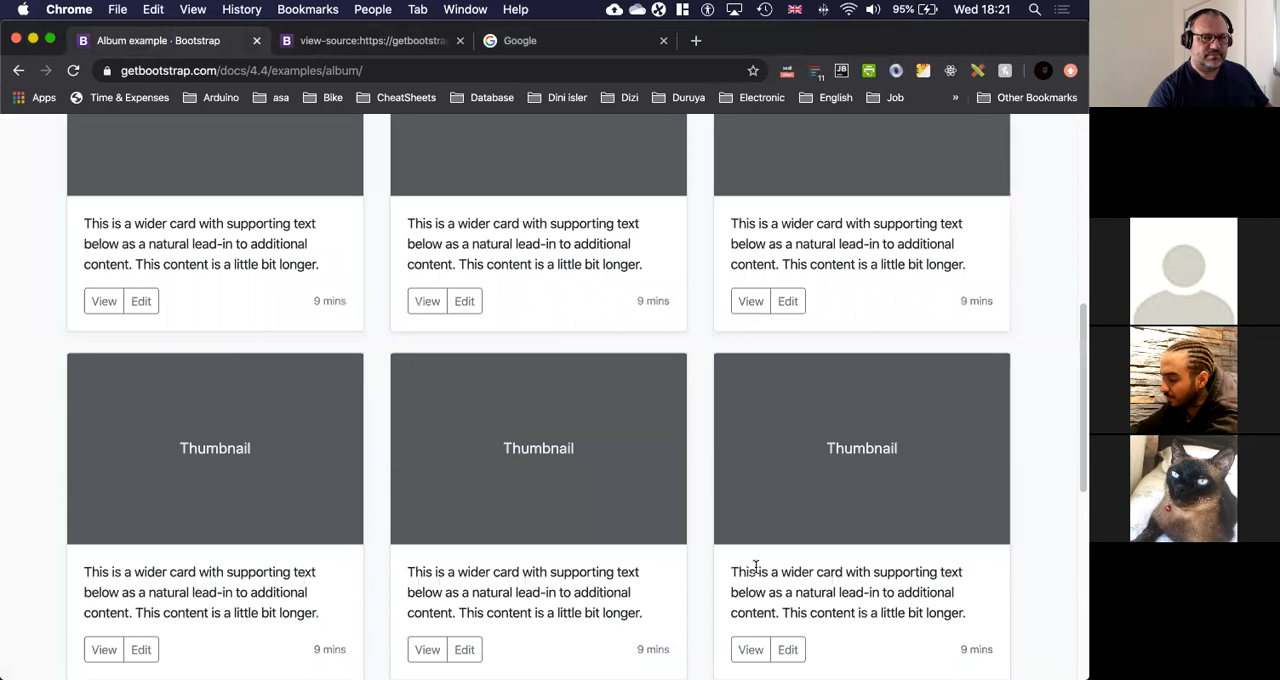 Chrome File Edit View History Bookmarks People Tab Window Help 95% Wed 18:21
Album example · Bootstrap view-source:https://getbootstra Google
getbootstrap.com/docs/4.4/examples/album/
11 JB
Apps Time & Expenses Arduino asa Bike CheatSheets Database Dini isler Dizi Duruya Electronic English Job » Other Bookmarks
This is a wider card with supporting text
below as a natural lead-in to additional
content. This content is a little bit longer.
View Edit 9 mins
This is a wider card with supporting text
below as a natural lead-in to additional
content. This content is a little bit longer.
View Edit 9 mins
This is a wider card with supporting text
below as a natural lead-in to additional
content. This content is a little bit longer.
View Edit 9 mins
Thumbnail
This is a wider card with supporting text
below as a natural lead-in to additional
content. This content is a little bit longer.
View Edit 9 mins
Thumbnail
This is a wider card with supporting text
below as a natural lead-in to additional
content. This content is a little bit longer.
View Edit 9 mins
Thumbnail
This is a wider card with supporting text
below as a natural lead-in to additional
content. This content is a little bit longer.
View Edit 9 mins